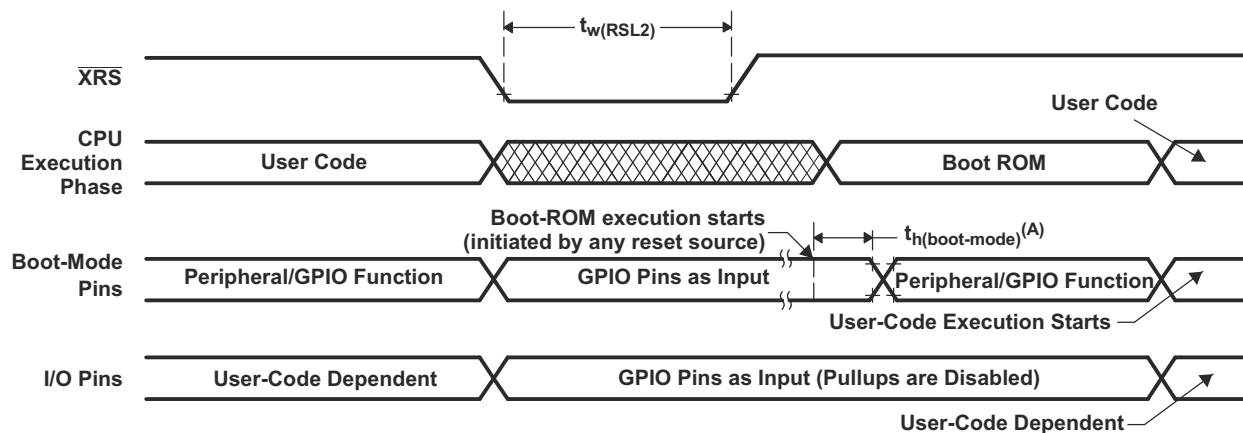 tw(RSL2)
XRS
User Code
CPU
Execution
Phase
User Code
Boot ROM
Boot-ROM execution starts
(initiated by any reset source)
th(boot-mode)(A)
Boot-Mode
Pins
Peripheral/GPIO Function
GPIO Pins as Input
Peripheral/GPIO Function
User-Code Execution Starts
I/O Pins
User-Code Dependent
GPIO Pins as Input (Pullups are Disabled)
User-Code Dependent